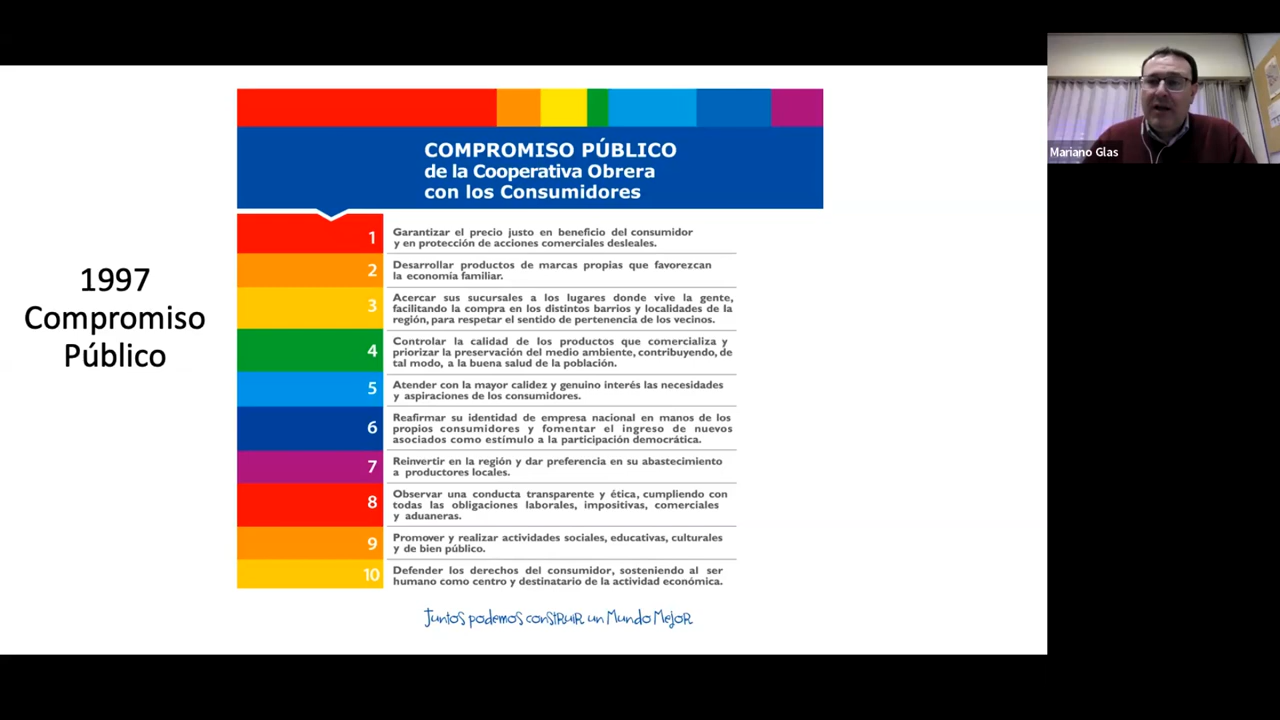 1997
Compromiso
Público
COMPROMISO PÚBLICO
de la Cooperativa Obrera
con los Consumidores
1
Garantizar el precio justo en beneficio del consumidor
y en protección de acciones comerciales desleales.
2
Desarrollar productos de marcas propias que favorezcan
la economía familiar.
3
Acercar sus sucursales a los lugares donde vive la gente,
facilitando la compra en los distintos barrios y localidades de la
región, para respetar el sentido de pertenencia de los vecinos.
4
Controlar la calidad de los productos que comercializa y
priorizar la preservación del medio ambiente, contribuyendo, de
tal modo, a la buena salud de la población.
5
Atender con la mayor calidez y genuino interés las necesidades
y aspiraciones de los consumidores.
6
Reafirmar su identidad de empresa nacional en manos de los
propios consumidores y fomentar el ingreso de nuevos
asociados como estímulo a la participación democrática.
7
Reinvertir en la región y dar preferencia en su abastecimiento
a productores locales.
8
Observar una conducta transparente y ética, cumpliendo con
todas las obligaciones laborales, impositivas, comerciales
y aduaneras.
9
Promover y realizar actividades sociales, educativas, culturales
y de bien público.
10
Defender los derechos del consumidor, sosteniendo al ser
humano como centro y destinatario de la actividad económica.
Juntos podemos construir un Mundo Mejor
Mariano Glas